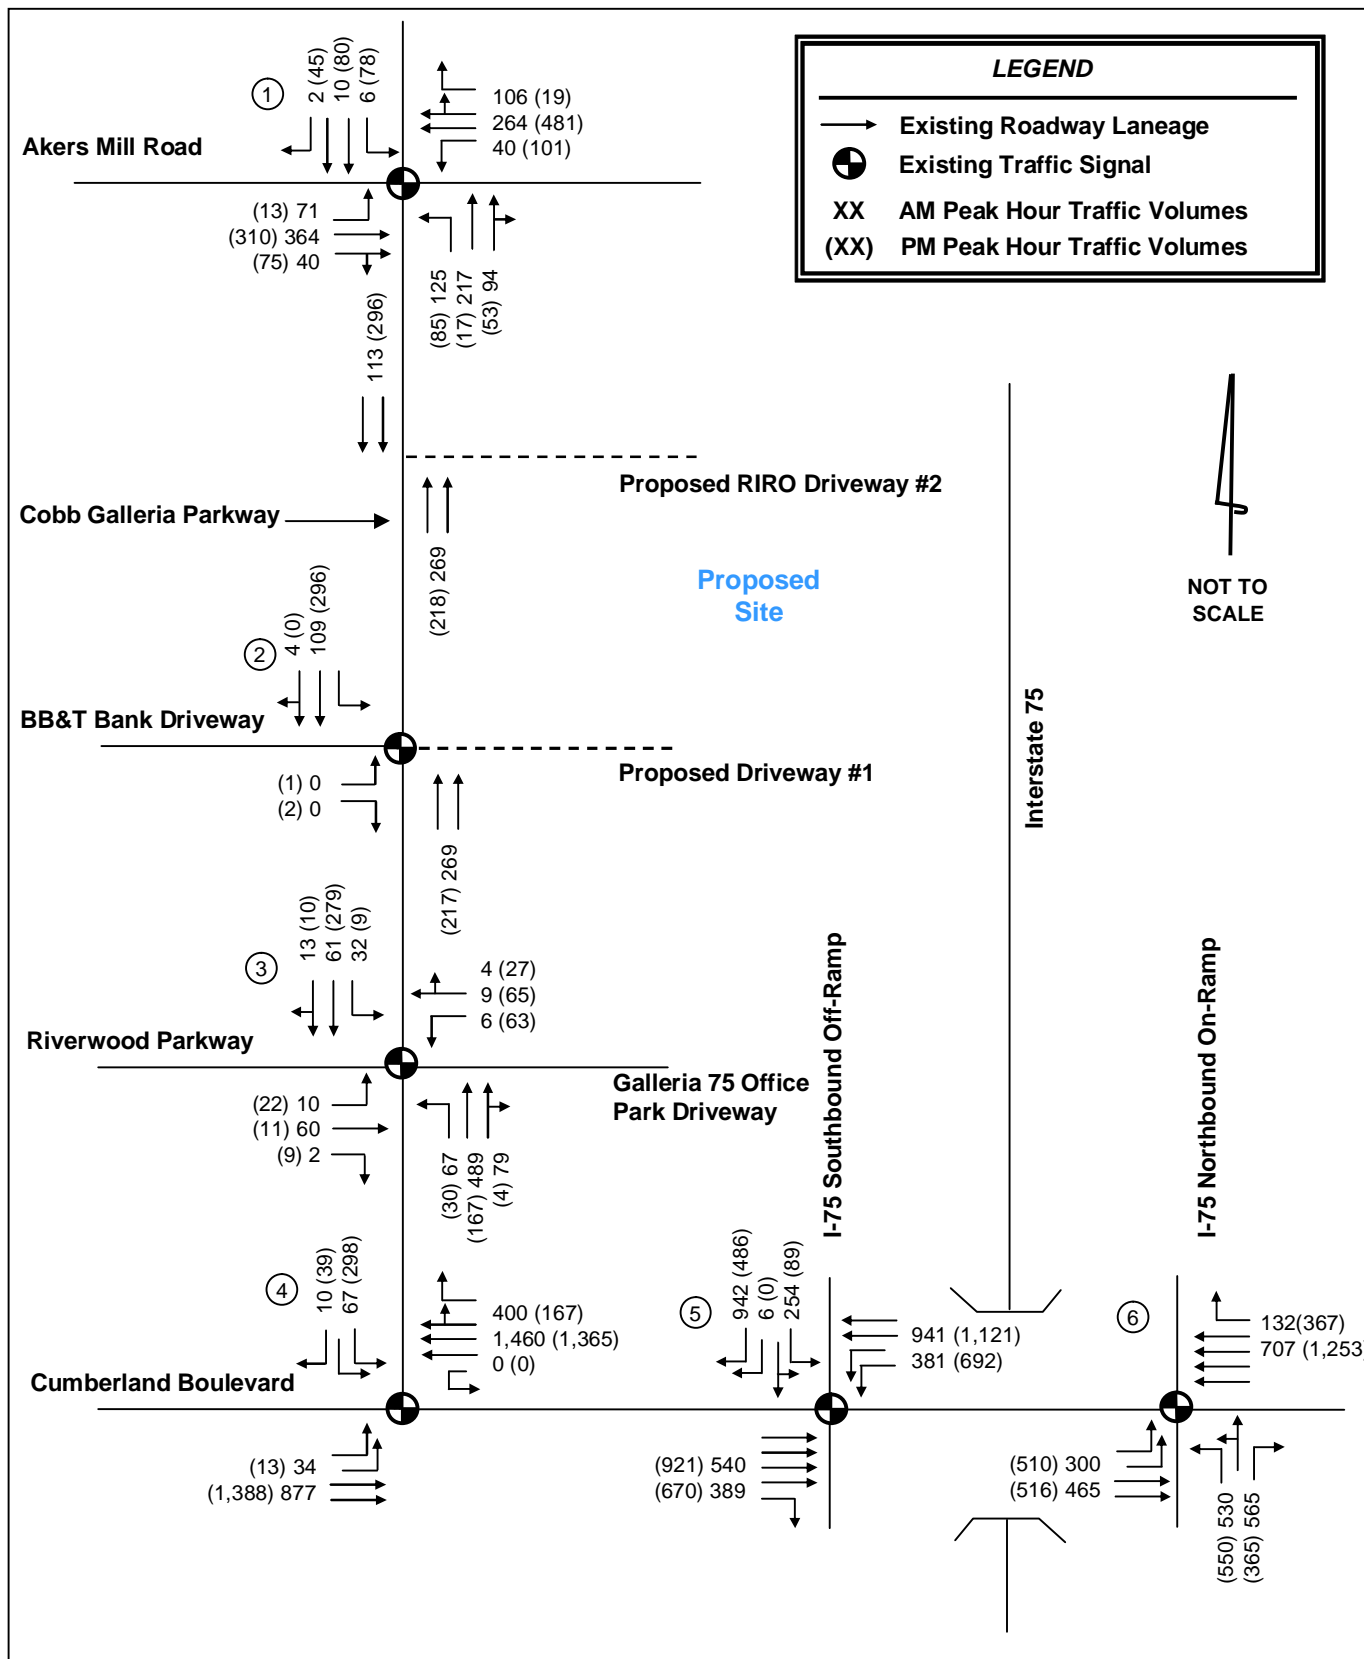 LEGEND
Existing Roadway Laneage
Existing Traffic Signal
XX AM Peak Hour Traffic Volumes
(XX) PM Peak Hour Traffic Volumes
1
2 (45)
10 (80)
6 (78)
106 (19)
264 (481)
40 (101)
Akers Mill Road
(13) 71
(310) 364
(75) 40
(85) 125
(17) 217
(53) 94
113 (296)
Proposed RIRO Driveway #2
Cobb Galleria Parkway
(218) 269
Proposed
Site
NOT TO
SCALE
2
4 (0)
109 (296)
BB&T Bank Driveway
Proposed Driveway #1
(1) 0
(2) 0
(217) 269
Interstate 75
3
13 (10)
61 (279)
32 (9)
4 (27)
9 (65)
6 (63)
Riverwood Parkway
Galleria 75 Office
Park Driveway
(22) 10
(11) 60
(9) 2
(30) 67
(167) 489
(4) 79
I-75 Southbound Off-Ramp
I-75 Northbound On-Ramp
4
10 (39)
67 (298)
400 (167)
1,460 (1,365)
0 (0)
Cumberland Boulevard
(13) 34
(1,388) 877
5
942 (486)
6 (0)
254 (89)
941 (1,121)
381 (692)
(921) 540
(670) 389
6
132(367)
707 (1,253)
(510) 300
(516) 465
(550) 530
(365) 565